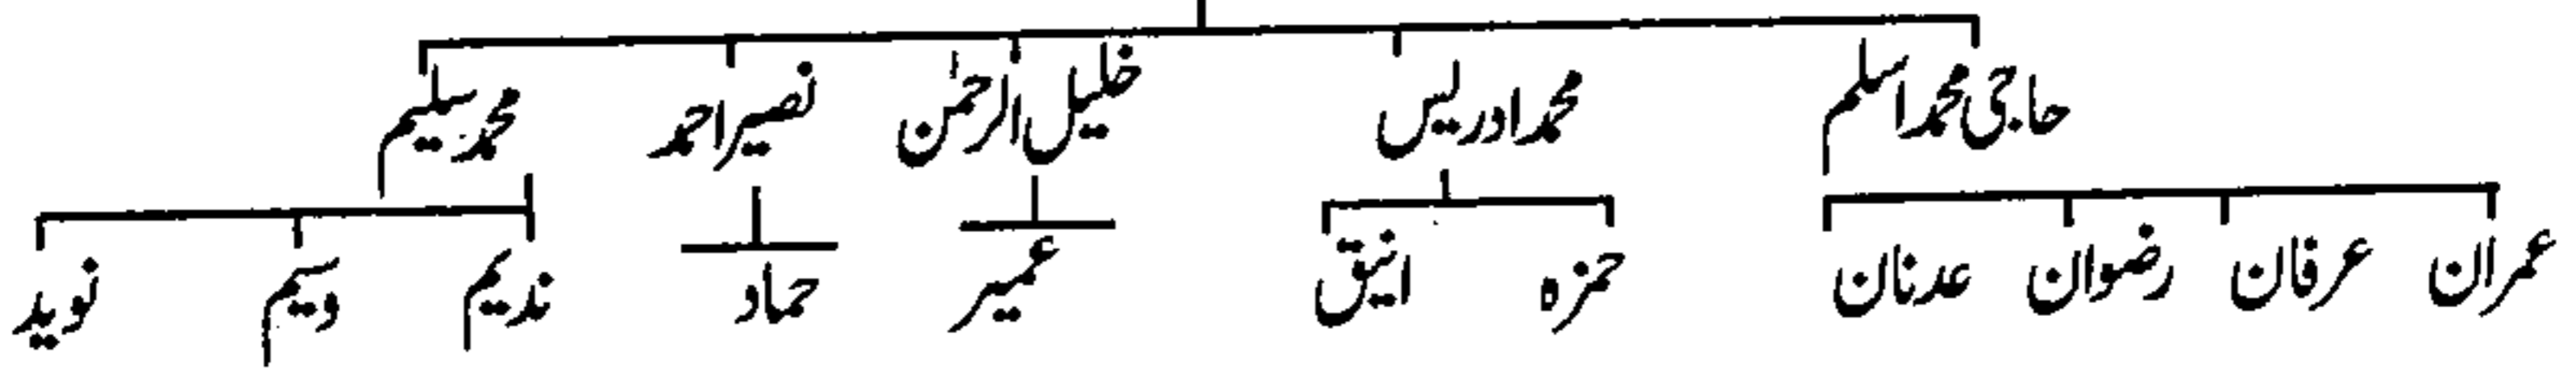 حاجی محمد اسلم محمد ادریس خلیل الرحمٰن نصیر احمد محمد سلیم
عمران عرفان رضوان عدنان حمزہ انیق عمیر حماد ندیم وسیم نوید